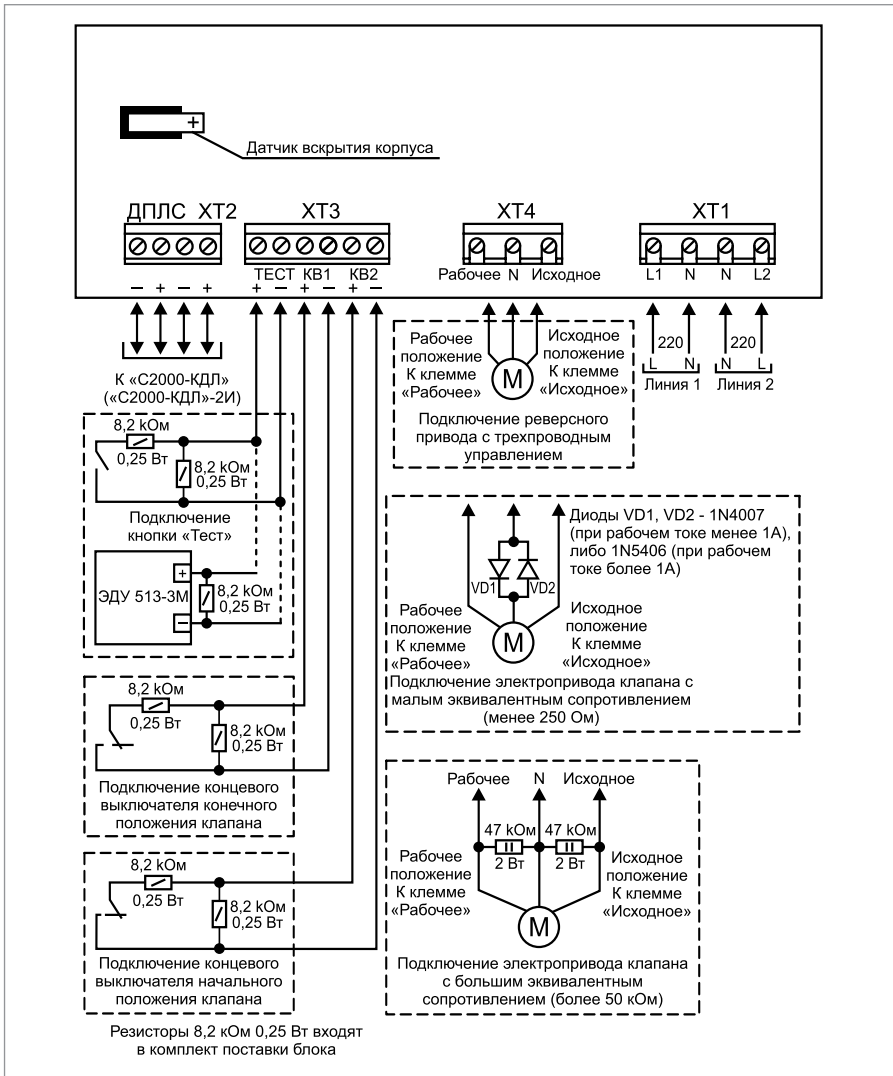 +
Датчик вскрытия корпуса
ДПЛС XT2
XT3
XT4
XT1
ТЕСТ КВ1 КВ2
– + – +
+ – + – + –
Рабочее N Исходное
L1 N N L2
К «С2000-КДЛ»
(«С2000-КДЛ»-2И)
Рабочее
положение
К клемме
«Рабочее»
M
Исходное
положение
К клемме
«Исходное»
Подключение реверсного
привода с трехпроводным
управлением
220
L N
Линия 1
220
N L
Линия 2
8,2 kОм
0,25 Вт
8,2 kОм
0,25 Вт
Подключение
кнопки «Тест»
ЭДУ 513-3М
+
–
8,2 kОм
0,25 Вт
Диоды VD1, VD2 - 1N4007
(при рабочем токе менее 1А),
либо 1N5406 (при рабочем
токе более 1А)
VD1
VD2
Рабочее
положение
К клемме
«Рабочее»
M
Исходное
положение
К клемме
«Исходное»
Подключение электропривода клапана с
малым эквивалентным сопротивлением
(менее 250 Ом)
8,2 kОм
0,25 Вт
8,2 kОм
0,25 Вт
Подключение концевого
выключателя конечного
положения клапана
8,2 kОм
0,25 Вт
8,2 kОм
0,25 Вт
Подключение концевого
выключателя начального
положения клапана
Рабочее N Исходное
47 kОм 47 kОм
2 Вт 2 Вт
Рабочее
положение
К клемме
«Рабочее»
M
Исходное
положение
К клемме
«Исходное»
Подключение электропривода клапана
с большим эквивалентным
сопротивлением (более 50 кОм)
Резисторы 8,2 кОм 0,25 Вт входят
в комплект поставки блока